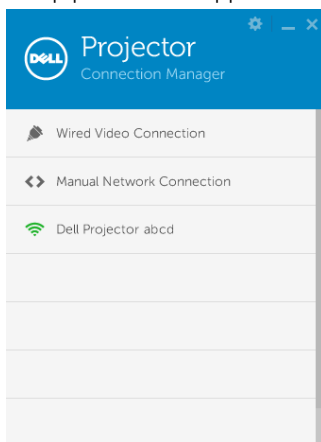 DELL
Projector
Connection Manager
Wired Video Connection
Manual Network Connection
Dell Projector abcd